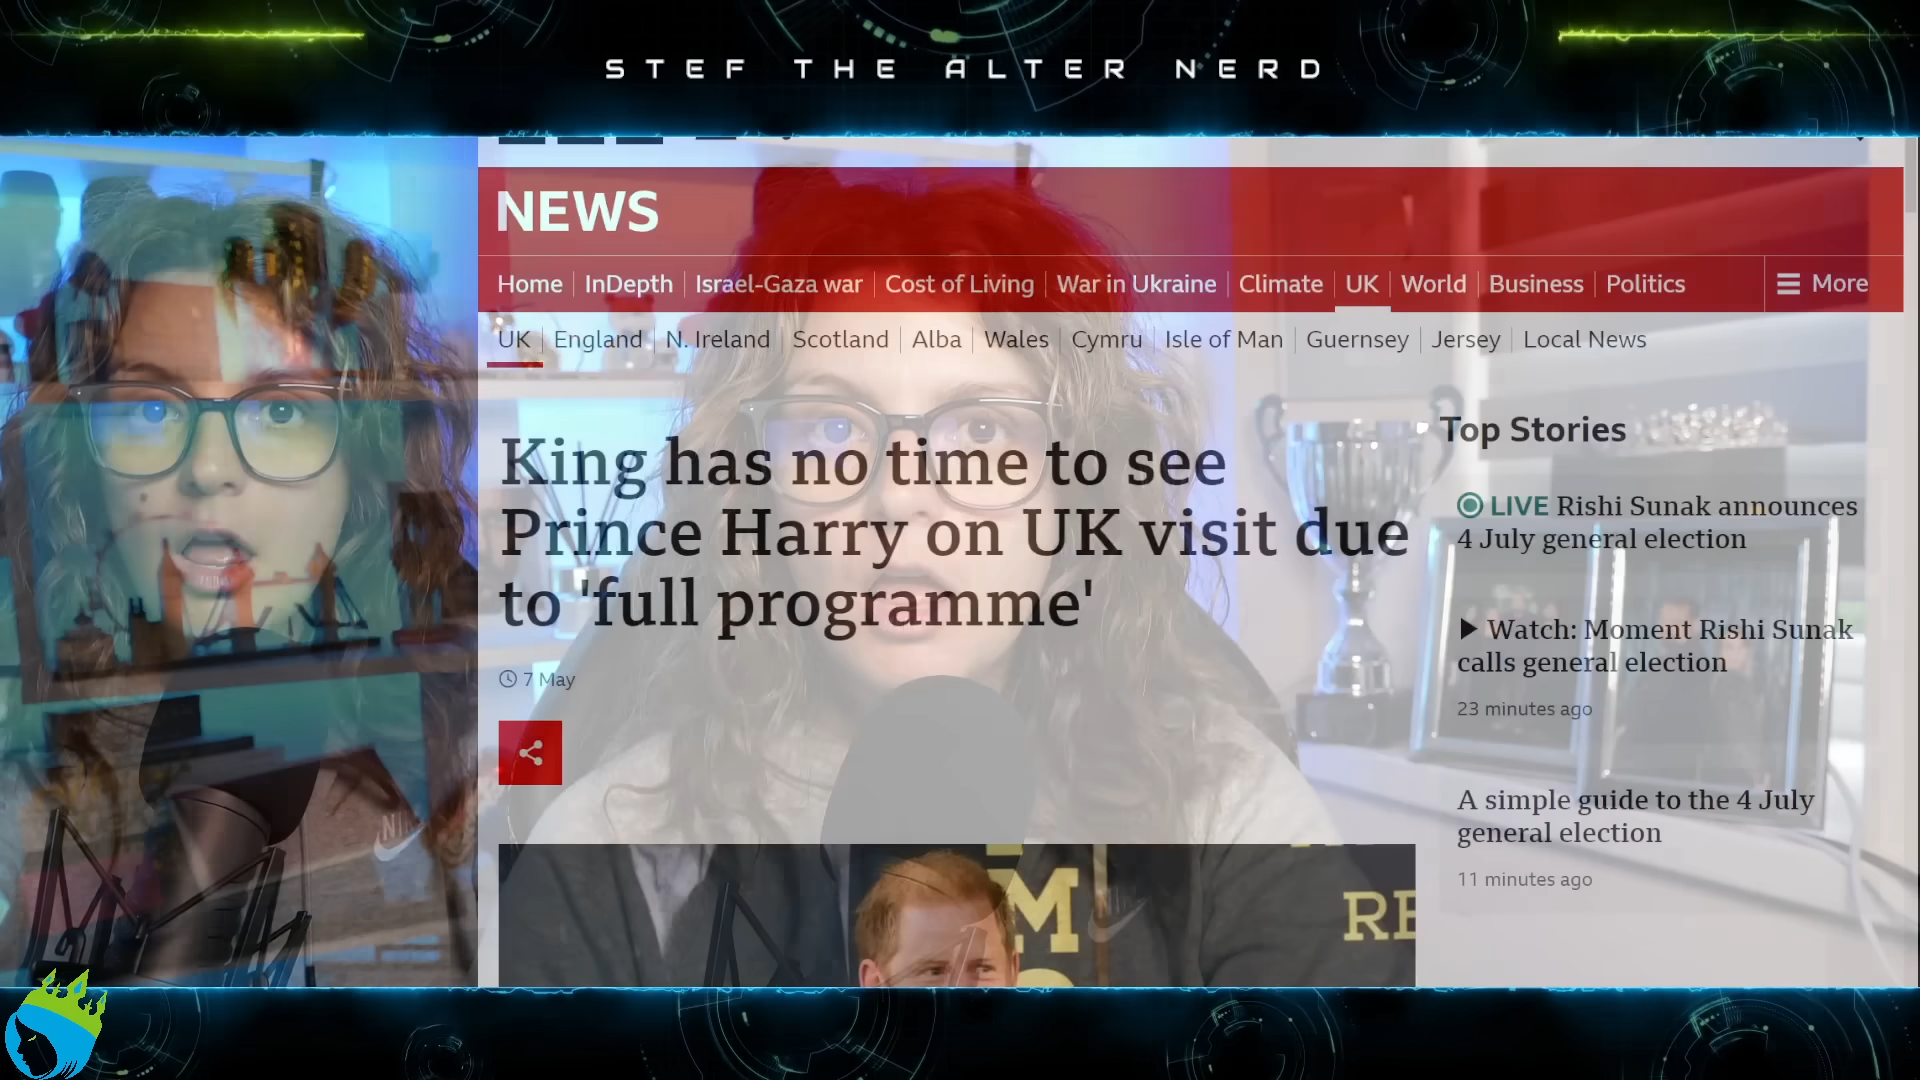 STEF THE ALTER NERD
NEWS
Home InDepth Israel-Gaza war Cost of Living War in Ukraine Climate UK World Business Politics More
UK England N. Ireland Scotland Alba Wales Cymru Isle of Man Guernsey Jersey Local News
King has no time to see
Prince Harry on UK visit due
to 'full programme'
7 May
Top Stories
LIVE Rishi Sunak announces
4 July general election
Watch: Moment Rishi Sunak
calls general election
23 minutes ago
A simple guide to the 4 July
general election
11 minutes ago
M
RE